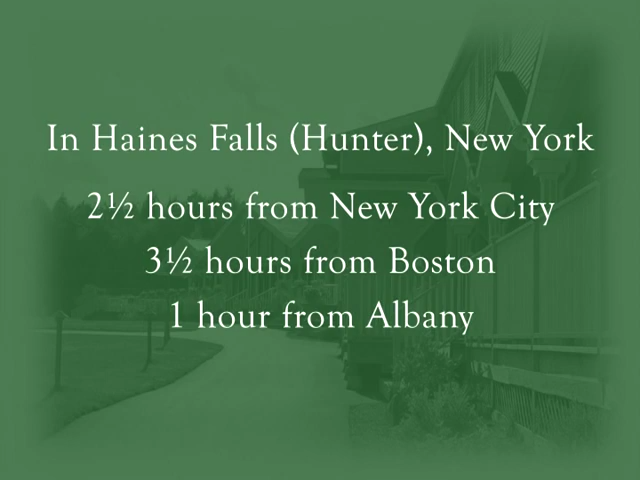 In Haines Falls (Hunter), New York
2½ hours from New York City
3½ hours from Boston
1 hour from Albany